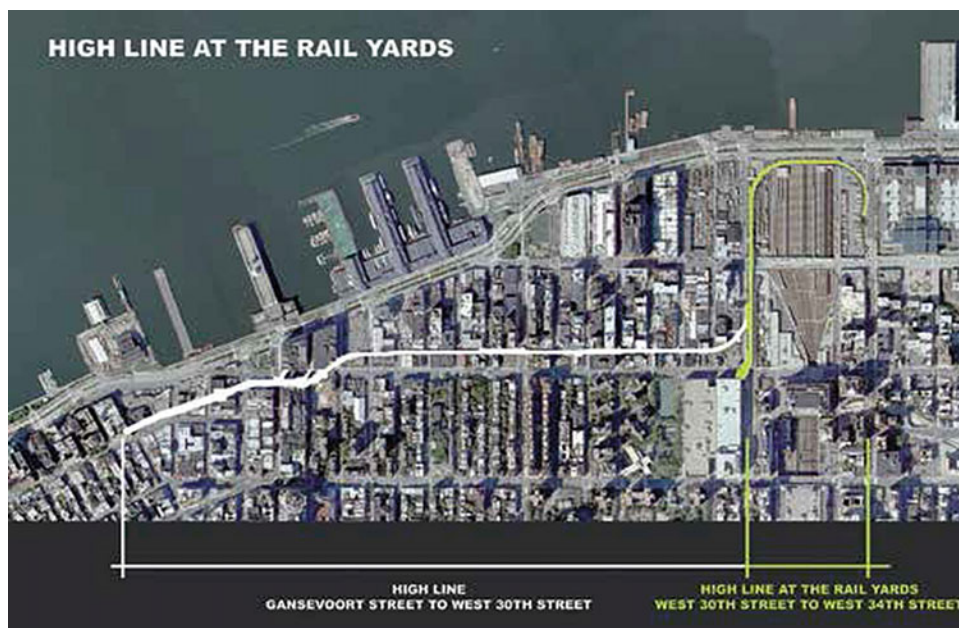 HIGH LINE AT THE RAIL YARDS
HIGH LINE
GANSEVOORT STREET TO WEST 30TH STREET
HIGH LINE AT THE RAIL YARDS
WEST 30TH STREET TO WEST 34TH STREET